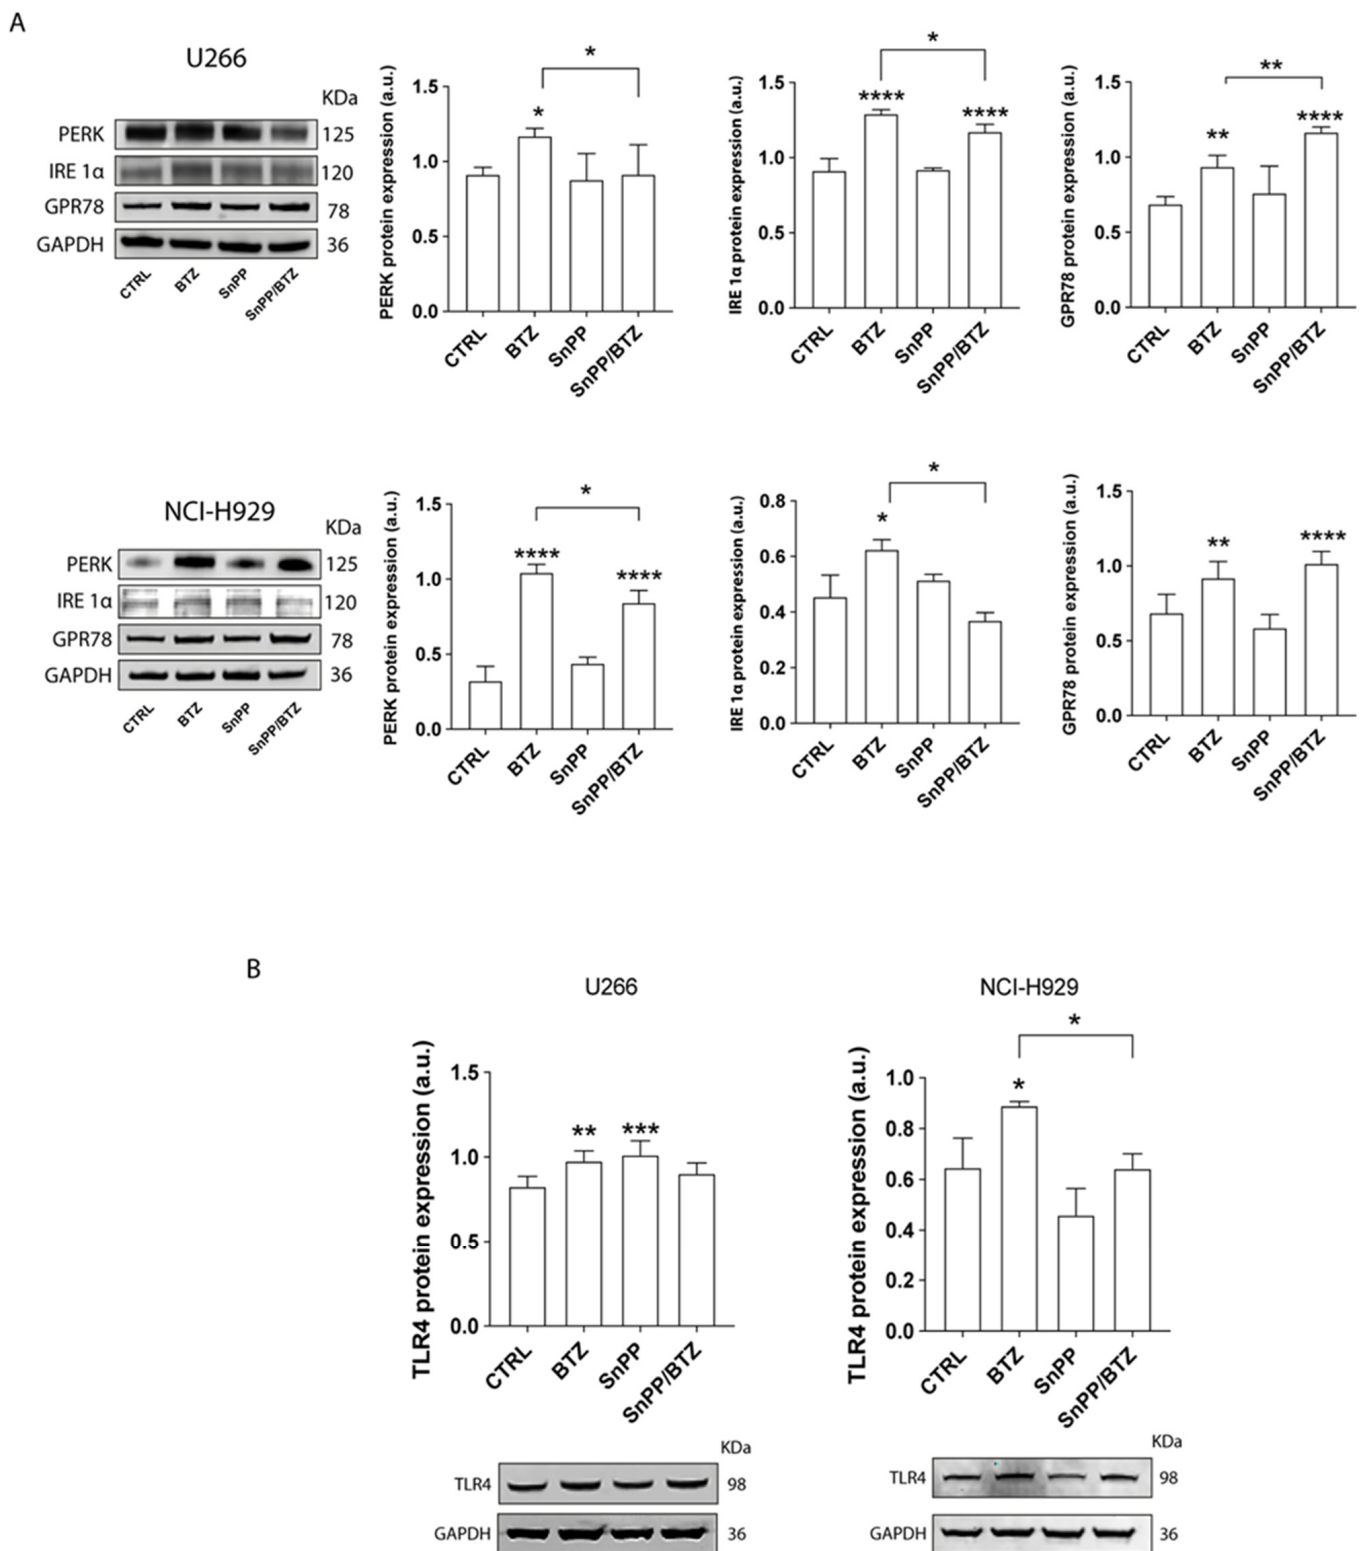 A
U266
KDa
PERK
125
IRE 1α
120
GPR78
78
GAPDH
36
CTRL
BTZ
SnPP
SnPP/BTZ
PERK protein expression (a.u.)
1.5
1.0
0.5
0.0
*
*
CTRL
BTZ
SnPP
SnPP/BTZ
IRE 1α protein expression (a.u.)
1.5
1.0
0.5
0.0
*
****
****
CTRL
BTZ
SnPP
SnPP/BTZ
GPR78 protein expression (a.u.)
1.5
1.0
0.5
0.0
**
**
****
CTRL
BTZ
SnPP
SnPP/BTZ
NCI-H929
KDa
PERK
125
IRE 1α
120
GPR78
78
GAPDH
36
CTRL
BTZ
SnPP
SnPP/BTZ
PERK protein expression (a.u.)
1.5
1.0
0.5
0.0
*
****
****
CTRL
BTZ
SnPP
SnPP/BTZ
IRE 1α protein expression (a.u.)
0.8
0.6
0.4
0.2
0.0
*
*
CTRL
BTZ
SnPP
SnPP/BTZ
GPR78 protein expression (a.u.)
1.5
1.0
0.5
0.0
**
****
CTRL
BTZ
SnPP
SnPP/BTZ
B
U266
TLR4 protein expression (a.u.)
1.5
1.0
0.5
0.0
**
***
CTRL
BTZ
SnPP
SnPP/BTZ
KDa
TLR4
98
GAPDH
36
NCI-H929
TLR4 protein expression (a.u.)
1.0
0.8
0.6
0.4
0.2
0.0
*
*
CTRL
BTZ
SnPP
SnPP/BTZ
KDa
TLR4
98
GAPDH
36